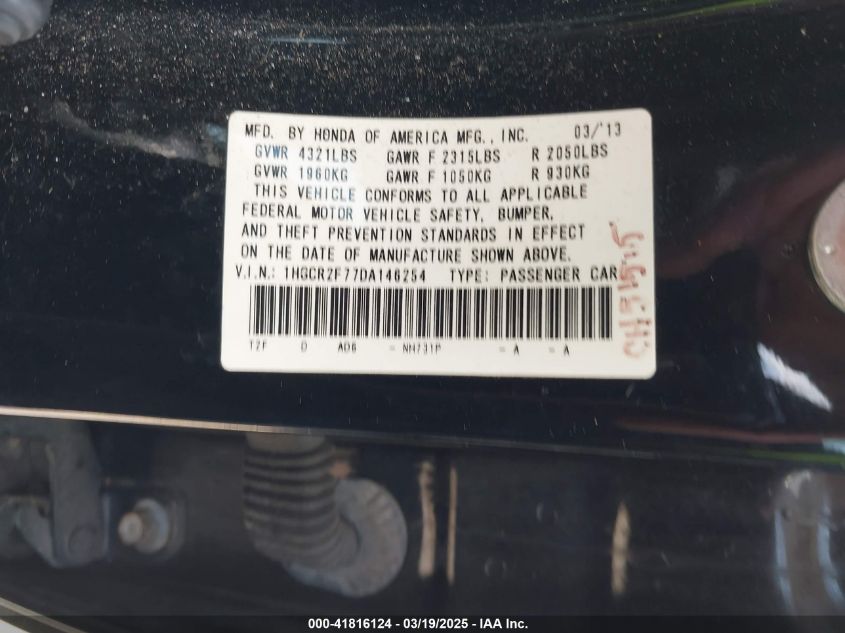 MFD. BY HONDA OF AMERICA MFG., INC. 03/'13
GVWR 4321LBS GAWR F 2315LBS R 2050LBS
GVWR 1960KG GAWR F 1050KG R 930KG
THIS VEHICLE CONFORMS TO ALL APPLICABLE
FEDERAL MOTOR VEHICLE SAFETY, BUMPER,
AND THEFT PREVENTION STANDARDS IN EFFECT
ON THE DATE OF MANUFACTURE SHOWN ABOVE.
V.I.N.: 1HGCR2F77DA146254 TYPE: PASSENGER CAR
T2F 0 AD6 = NH731P = A = A
000-41816124 - 03/19/2025 - IAA Inc.